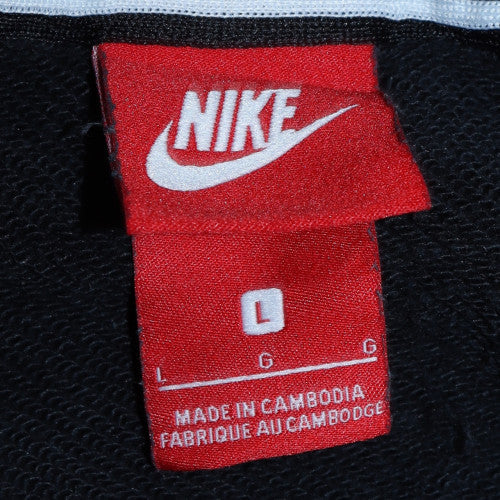 NIKE
L
L G G
MADE IN CAMBODIA
FABRIQUE AU CAMBODGE